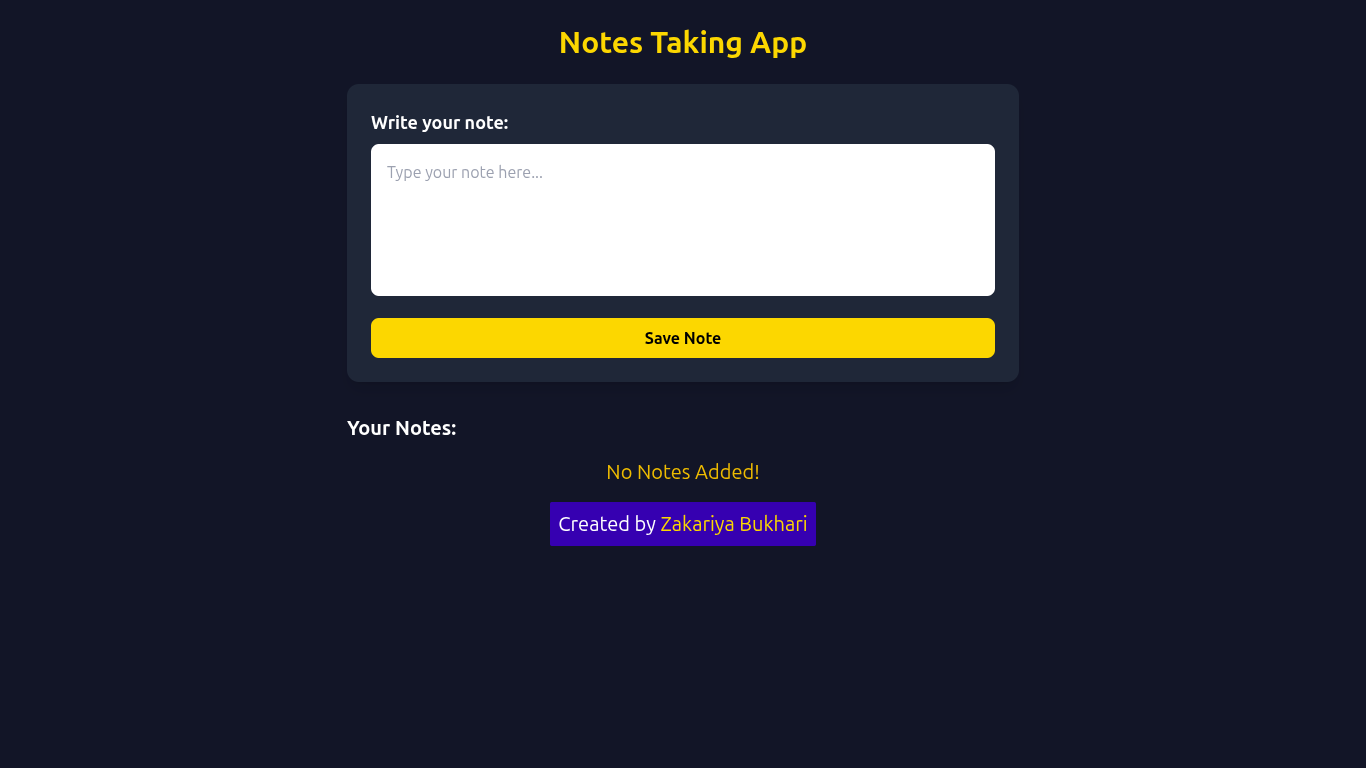 Notes Taking App
Write your note:
Type your note here...
Save Note
Your Notes:
No Notes Added!
Created by Zakariya Bukhari